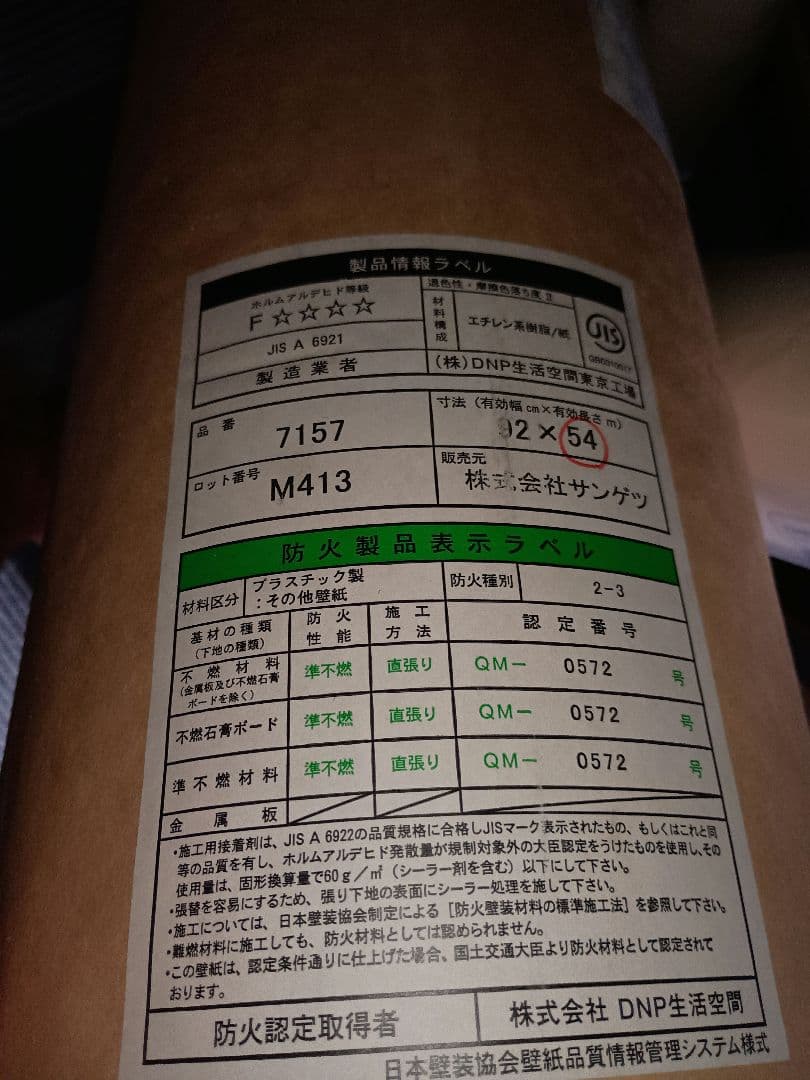 製品情報ラベル
ホルムアルデヒド等級
F☆☆☆☆
JIS A 6921
退色性・摩擦色落ち度 Ⅱ
材料構成
エチレン系樹脂/紙
JIS
製造業者
(株)DNP生活空間東京工場
品番
7157
寸法(有効幅㎝×有効長さm)
92×54
ロット番号
M413
販売元
株式会社サンゲツ
防火製品表示ラベル
材料区分
プラスチック製
:その他壁紙
防火種別
2-3
基材の種類
(下地の種類)
防火性能
施工方法
認定番号
不燃材料
(金属板及び不燃石膏
ボードを除く)
準不燃
直張り
QM- 0572 号
不燃石膏ボード
準不燃
直張り
QM- 0572 号
準不燃材料
準不燃
直張り
QM- 0572 号
金属板
・施工用接着剤は、JIS A 6922の品質規格に合格しJISマーク表示されたもの、もしくはこれと同
等の品質を有し、ホルムアルデヒド発散量が規制対象外の大臣認定をうけたものを使用し、その
使用量は、固形換算量で60g/㎡(シーラー剤を含む)以下にして下さい。
・張替を容易にするため、張り下地の表面にシーラー処理を施して下さい。
・施工については、日本壁装協会制定による[防火壁装材料の標準施工法]を参照して下さい。
・難燃材料に施工しても、防火材料としては認められません。
・この壁紙は、認定条件通りに仕上げた場合、国土交通大臣より防火材料として認定されて
おります。
防火認定取得者
株式会社 DNP生活空間
日本壁装協会壁紙品質情報管理システム様式